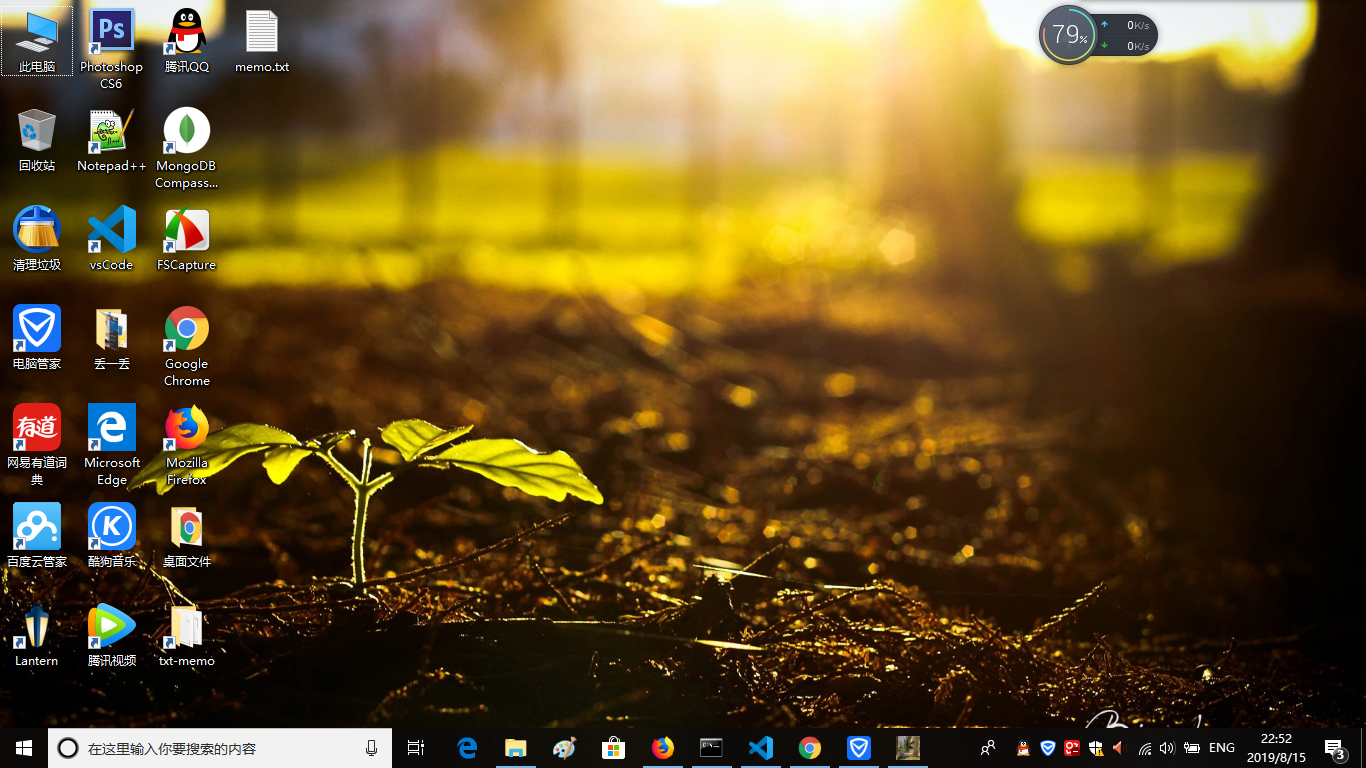 此电脑
Ps
Photoshop
CS6
腾讯QQ
memo.txt
79%
0K/s
0K/s
回收站
Notepad++
MongoDB
Compass...
清理垃圾
vsCode
FSCapture
电脑管家
丢一丢
Google
Chrome
有道
网易有道词
典
Microsoft
Edge
Mozilla
Firefox
百度云管家
K
酷狗音乐
桌面文件
Lantern
腾讯视频
txt-memo
在这里输入你要搜索的内容
ENG
22:52
2019/8/15
3